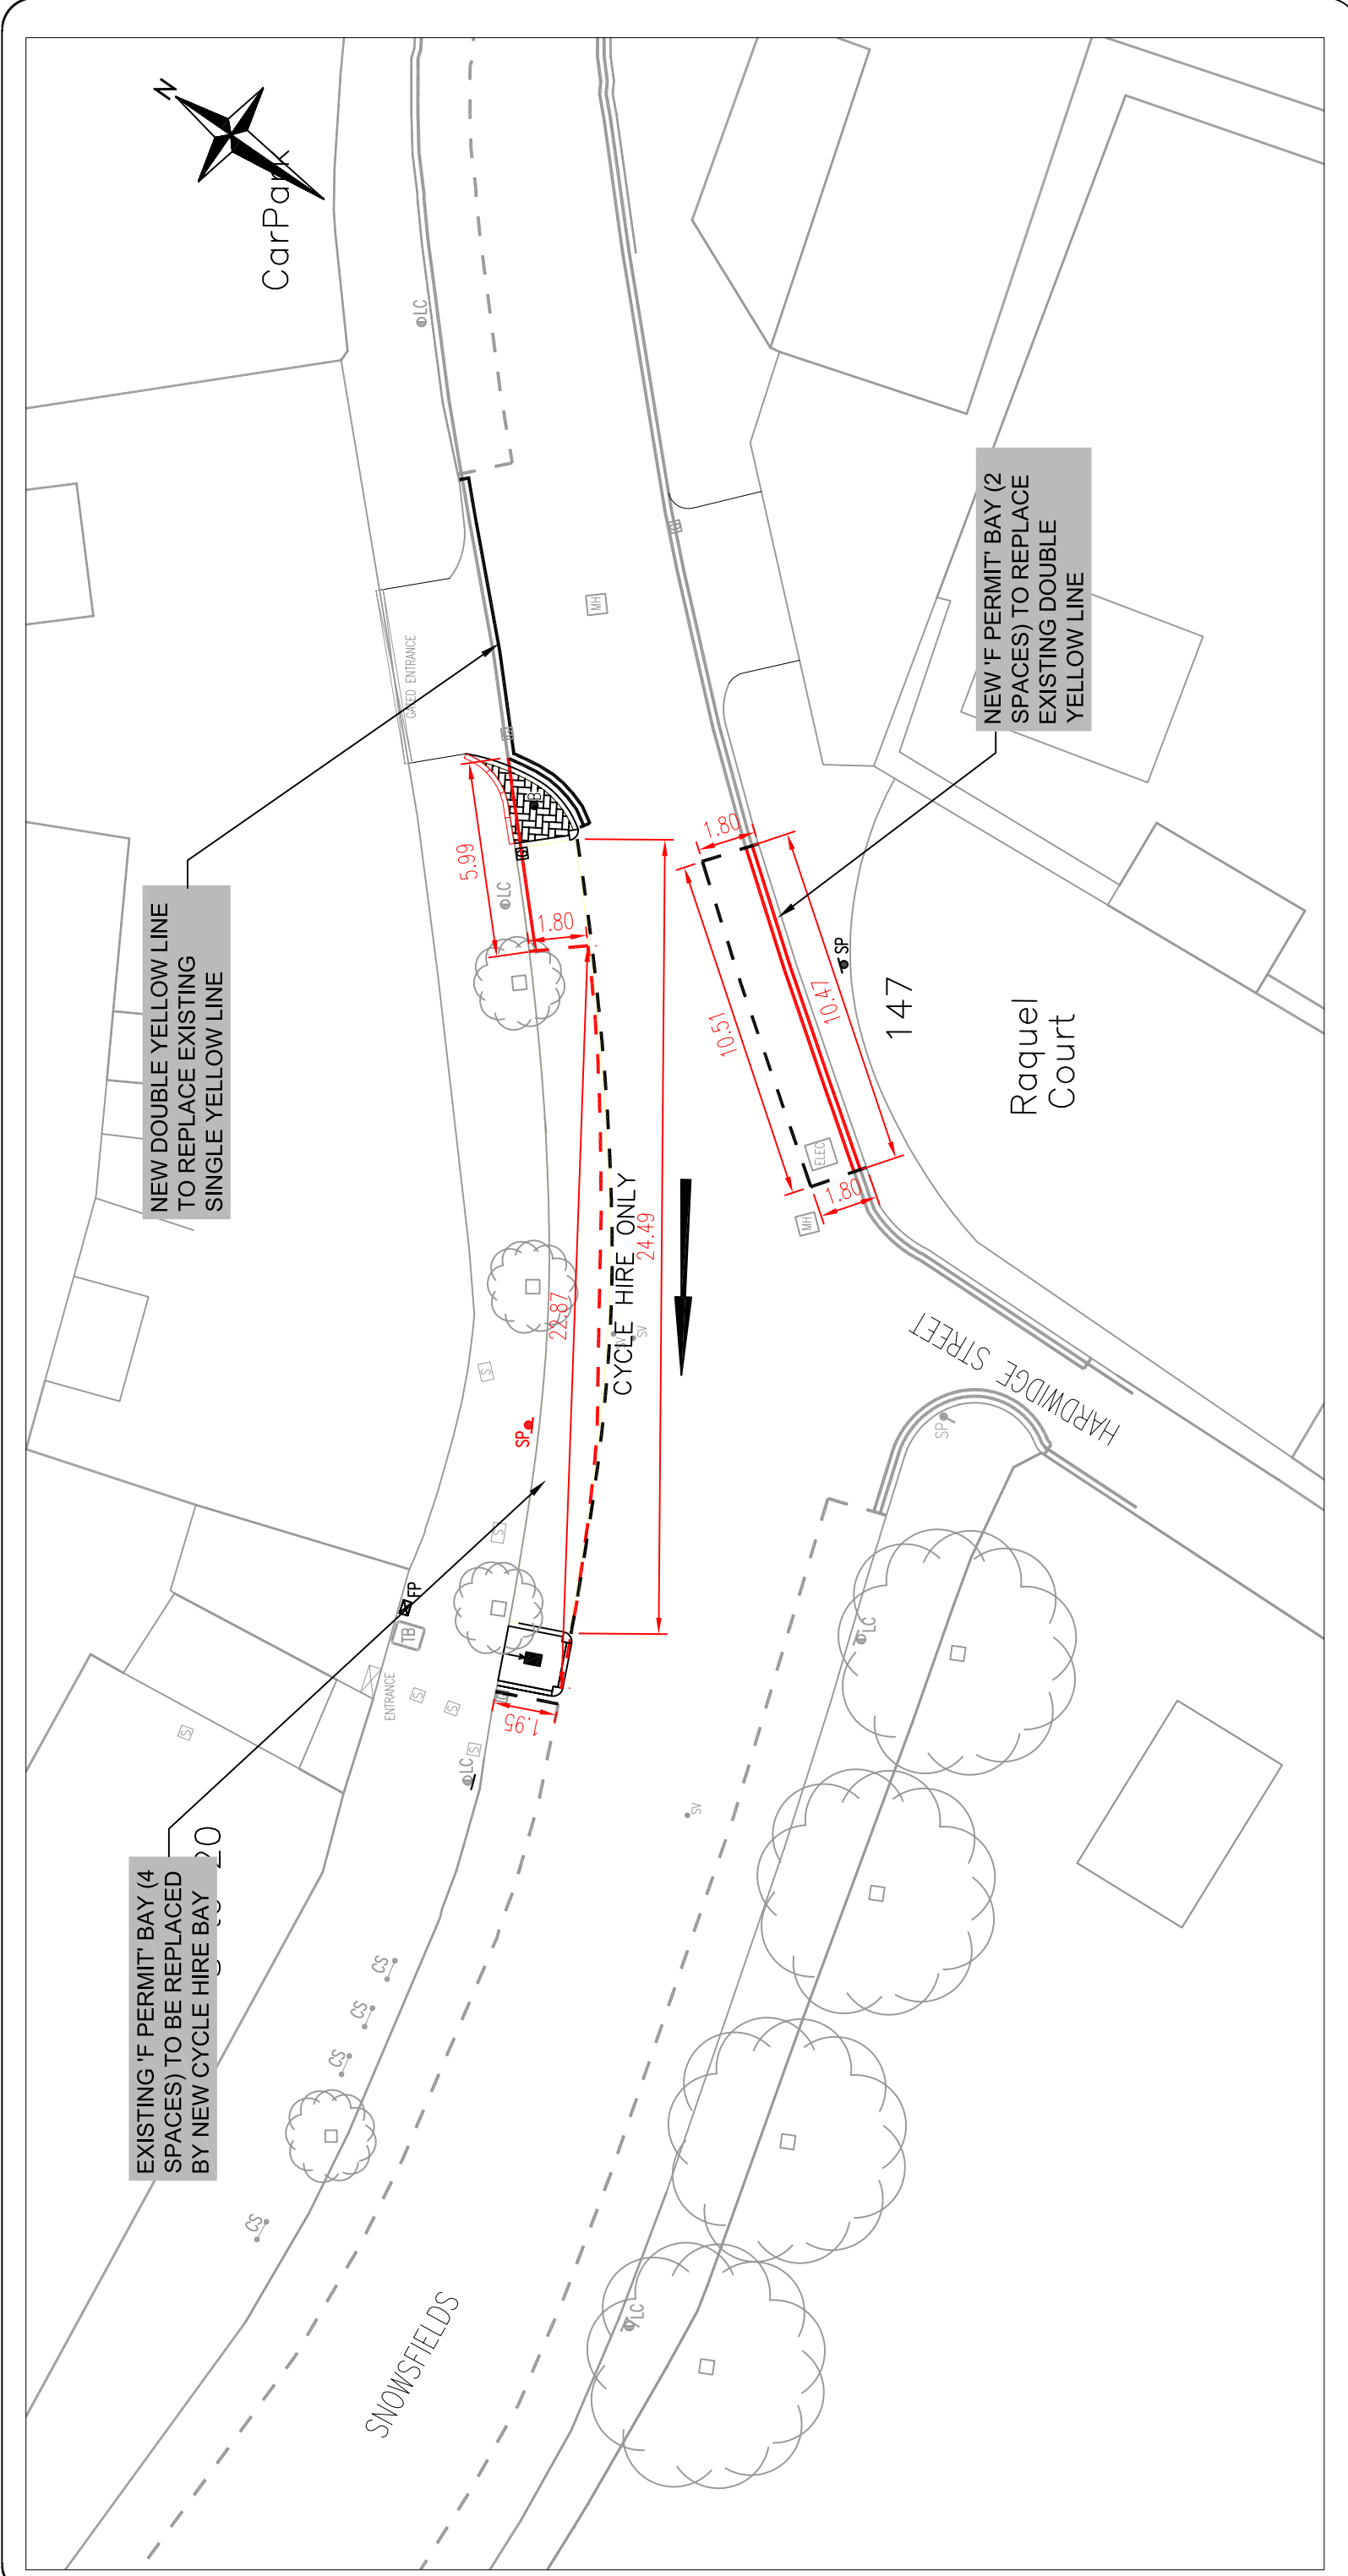 N
CarPark
LC
GATED ENTRANCE
MH
NEW 'F PERMIT' BAY (2
SPACES) TO REPLACE
EXISTING DOUBLE
YELLOW LINE
NEW DOUBLE YELLOW LINE
TO REPLACE EXISTING
SINGLE YELLOW LINE
B
G
LC
5.99
1.80
1.80
10.51
10.47
SP
147
Raquel
Court
ELEC
MH
1.80
CYCLE HIRE ONLY
24.49
22.87
SV
SV
S
SP
HARDWIDGE STREET
SP
S
FP
TB
ENTRANCE
S
S
S
S
1.95
LC
LC
SV
EXISTING 'F PERMIT' BAY (4
SPACES) TO BE REPLACED
BY NEW CYCLE HIRE BAY
20
CS
CS
CS
CS
LC
SNOWSFIELDS